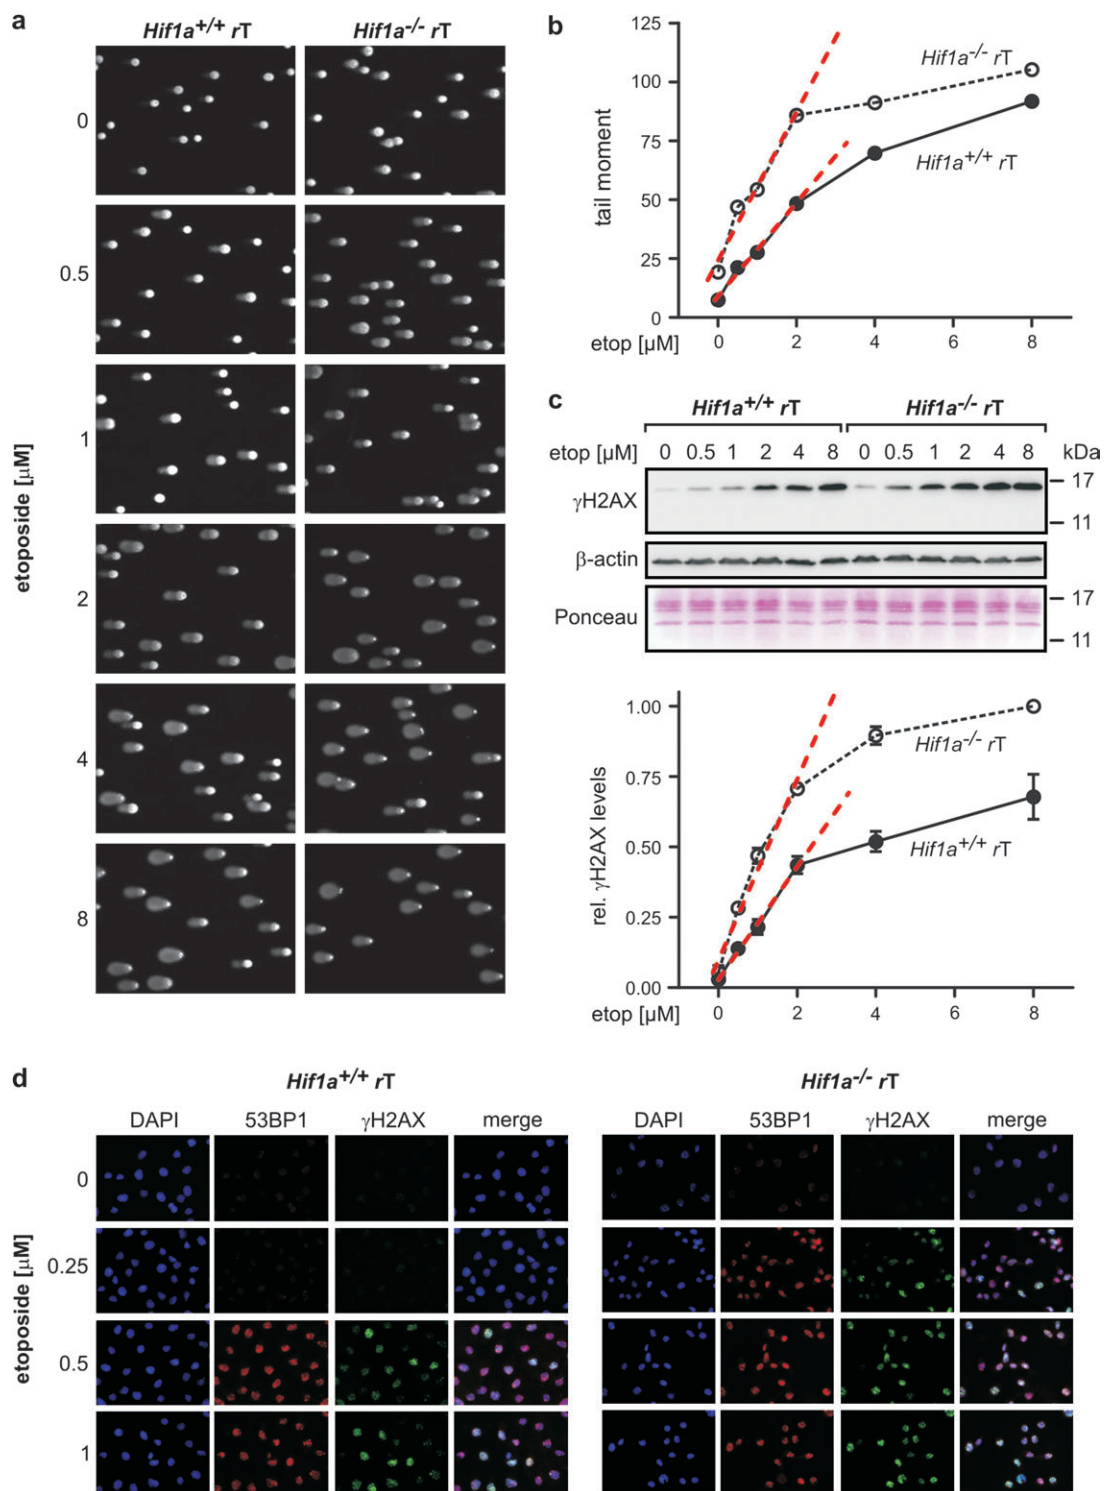 a
Hif1a+/+ rT Hif1a-/- rT
etoposide [µM]
0
0.5
1
2
4
8
b
125
100
75
50
25
0
tail moment
Hif1a-/- rT
Hif1a+/+ rT
etop [µM] 0 2 4 6 8
c
Hif1a+/+ rT Hif1a-/- rT
etop [µM] 0 0.5 1 2 4 8 0 0.5 1 2 4 8 kDa
γH2AX 17
11
β-actin
Ponceau 17
11
1.00
0.75
0.50
0.25
0.00
rel. γH2AX levels
Hif1a-/- rT
Hif1a+/+ rT
etop [µM] 0 2 4 6 8
d
Hif1a+/+ rT Hif1a-/- rT
DAPI 53BP1 γH2AX merge DAPI 53BP1 γH2AX merge
etoposide [µM]
0
0.25
0.5
1